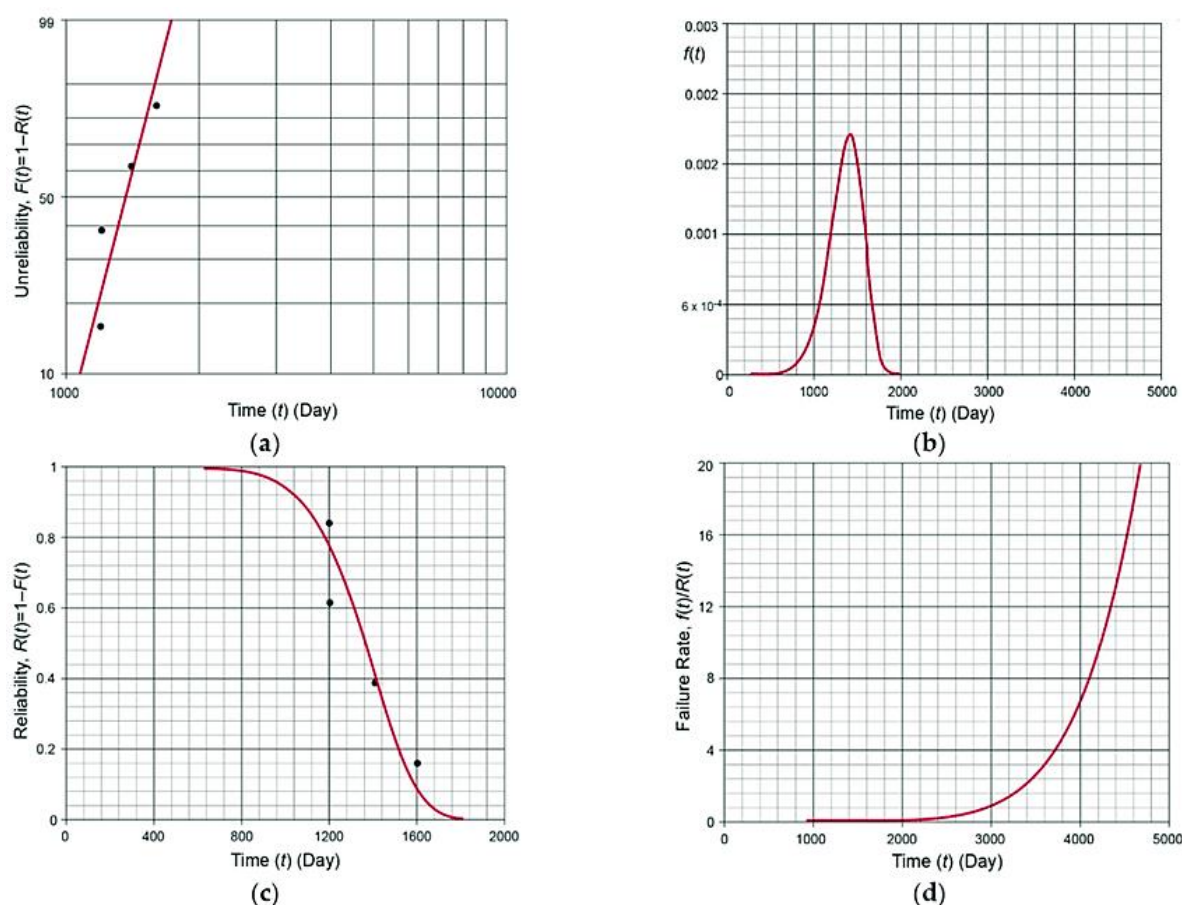 99
50
10
Unreliability, F(t)=1–R(t)
1000
10000
Time (t) (Day)
(a)
0.003
f(t)
0.002
0.002
0.001
6 x 10⁻⁴
0
0 1000 2000 3000 4000 5000
Time (t) (Day)
(b)
1
0.8
0.6
0.4
0.2
0
Reliability, R(t)=1–F(t)
0 400 800 1200 1600 2000
Time (t) (Day)
(c)
20
16
12
8
4
0
Failure Rate, f(t)/R(t)
0 1000 2000 3000 4000 5000
Time (t) (Day)
(d)